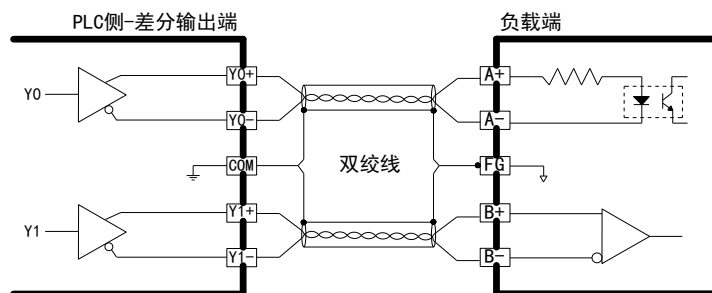 PLC侧-差分输出端
负载端
Y0+
A+
Y0
Y0-
A-
COM
双绞线
FG
Y1+
B+
Y1
Y1-
B-